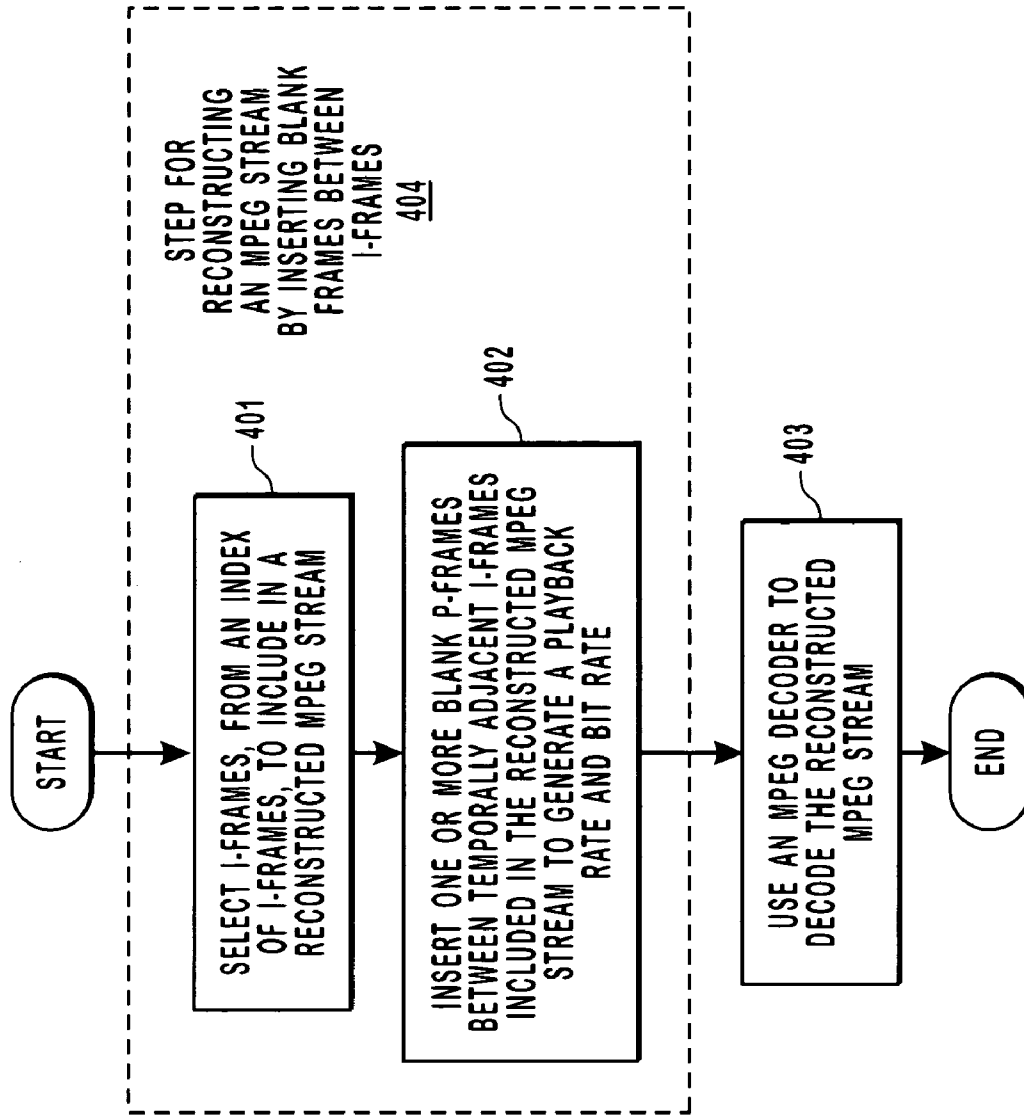 START
STEP FOR
RECONSTRUCTING
AN MPEG STREAM
BY INSERTING BLANK
FRAMES BETWEEN
I-FRAMES
404
401
SELECT I-FRAMES, FROM AN INDEX
OF I-FRAMES, TO INCLUDE IN A
RECONSTRUCTED MPEG STREAM
402
INSERT ONE OR MORE BLANK P-FRAMES
BETWEEN TEMPORALLY ADJACENT I-FRAMES
INCLUDED IN THE RECONSTRUCTED MPEG
STREAM TO GENERATE A PLAYBACK
RATE AND BIT RATE
403
USE AN MPEG DECODER TO
DECODE THE RECONSTRUCTED
MPEG STREAM
END